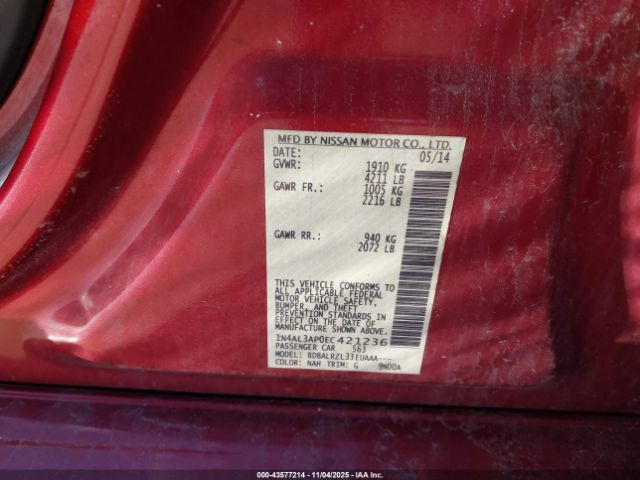 MFD BY NISSAN MOTOR CO., LTD.
DATE: 05/14
GVWR: 1910 KG
4211 LB
GAWR FR.: 1005 KG
2216 LB
GAWR RR.: 940 KG
2072 LB
THIS VEHICLE CONFORMS TO
ALL APPLICABLE FEDERAL
MOTOR VEHICLE SAFETY,
BUMPER, AND THEFT
PREVENTION STANDARDS
IN EFFECT ON THE DATE OF
MANUFACTURE SHOWN ABOVE.
1N4AL3AP0EC421236
PASSENGER CAR 563
MODEL: BDBALRZL33EUAAA---
COLOR: NAH TRIM: G 9N00A
000-43577214 - 11/04/2025 - IAA Inc.